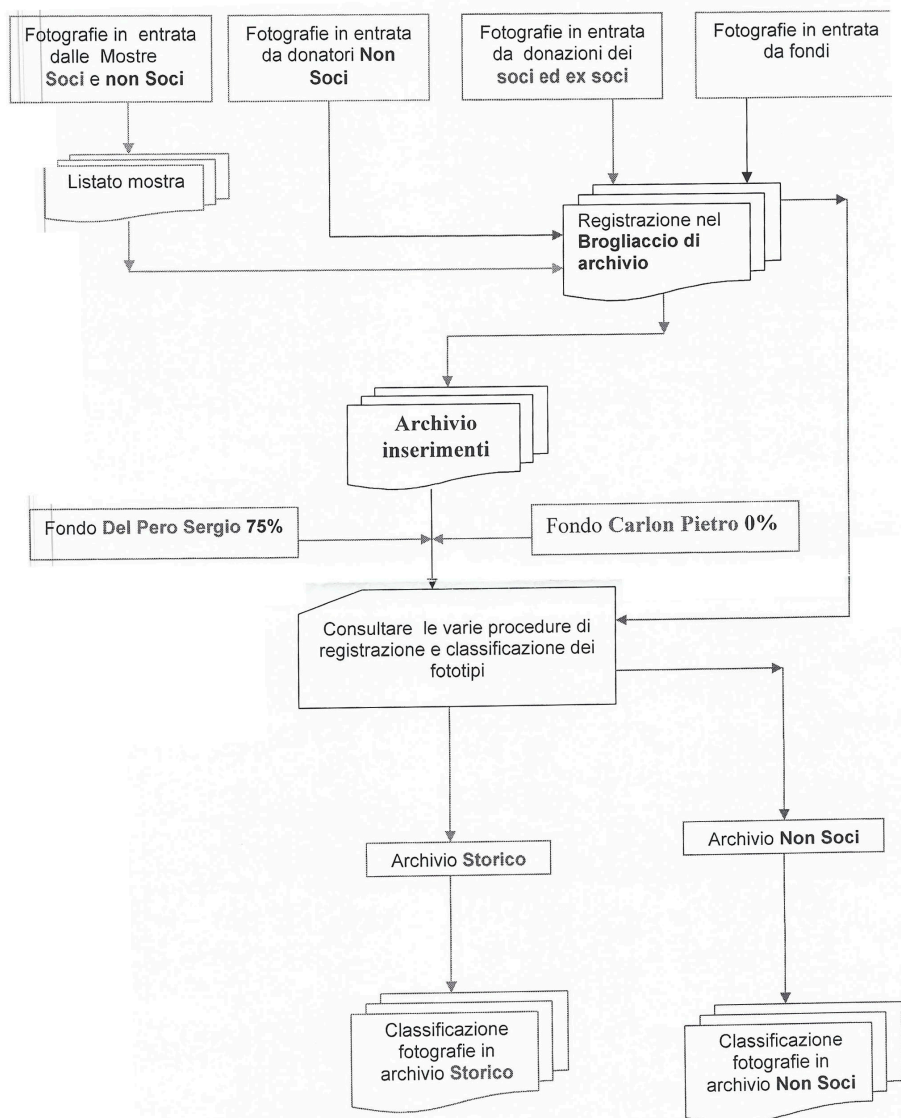 Fotografie in entrata
dalle Mostre
Soci e non Soci
Fotografie in entrata
da donatori Non
Soci
Fotografie in entrata
da donazioni dei
soci ed ex soci
Fotografie in entrata
da fondi
Listato mostra
Registrazione nel
Brogliaccio di
archivio
Archivio
inserimenti
Fondo Del Pero Sergio 75%
Fondo Carlon Pietro 0%
Consultare le varie procedure di
registrazione e classificazione dei
fototipi
Archivio Storico
Archivio Non Soci
Classificazione
fotografie in
archivio Storico
Classificazione
fotografie in
archivio Non Soci